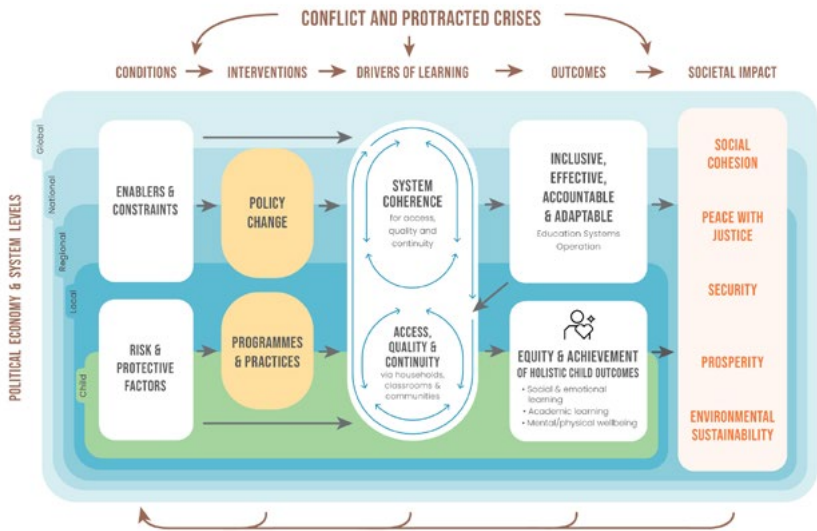 CONFLICT AND PROTRACTED CRISES
CONDITIONS
INTERVENTIONS
DRIVERS OF LEARNING
OUTCOMES
SOCIETAL IMPACT
POLITICAL ECONOMY & SYSTEM LEVELS
Global
National
Regional
Local
Child
ENABLERS &
CONSTRAINTS
POLICY
CHANGE
SYSTEM
COHERENCE
for access,
quality and
continuity
INCLUSIVE,
EFFECTIVE,
ACCOUNTABLE
& ADAPTABLE
Education Systems
Operation
RISK &
PROTECTIVE
FACTORS
PROGRAMMES
& PRACTICES
ACCESS,
QUALITY &
CONTINUITY
via households,
classrooms &
communities
EQUITY & ACHIEVEMENT
OF HOLISTIC CHILD OUTCOMES
• Social & emotional
learning
• Academic learning
• Mental/physical wellbeing
SOCIAL
COHESION
PEACE WITH
JUSTICE
SECURITY
PROSPERITY
ENVIRONMENTAL
SUSTAINABILITY